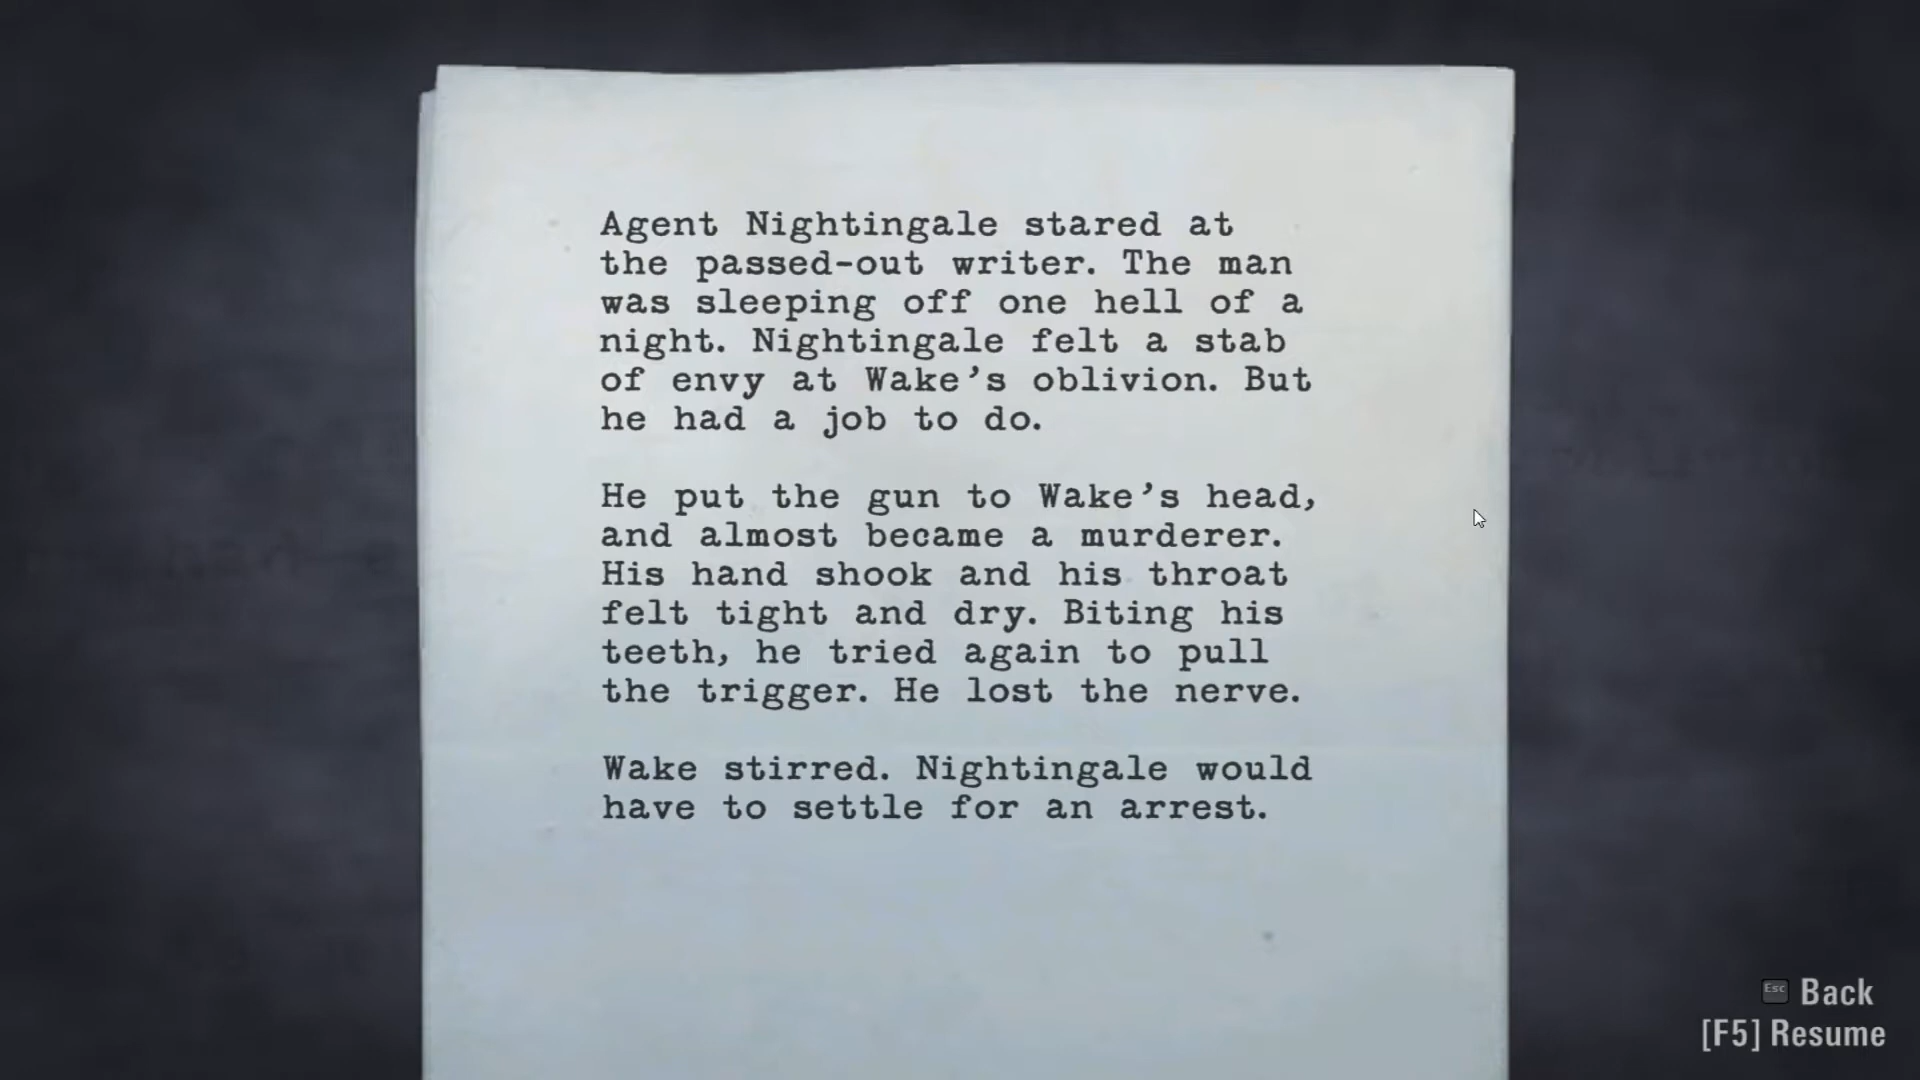 Agent Nightingale stared at
the passed-out writer. The man
was sleeping off one hell of a
night. Nightingale felt a stab
of envy at Wake's oblivion. But
he had a job to do.
He put the gun to Wake's head,
and almost became a murderer.
His hand shook and his throat
felt tight and dry. Biting his
teeth, he tried again to pull
the trigger. He lost the nerve.
Wake stirred. Nightingale would
have to settle for an arrest.
Esc Back
[F5] Resume